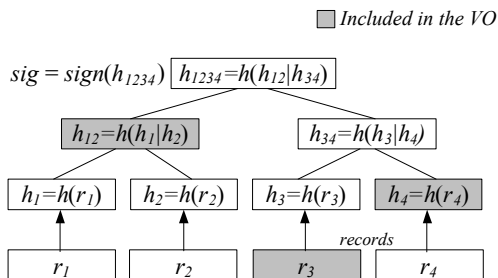 Included in the VO
sig = sign(h1234) h1234=h(h12|h34)
h12=h(h1|h2) h34=h(h3|h4)
h1=h(r1) h2=h(r2) h3=h(r3) h4=h(r4)
records
r1 r2 r3 r4